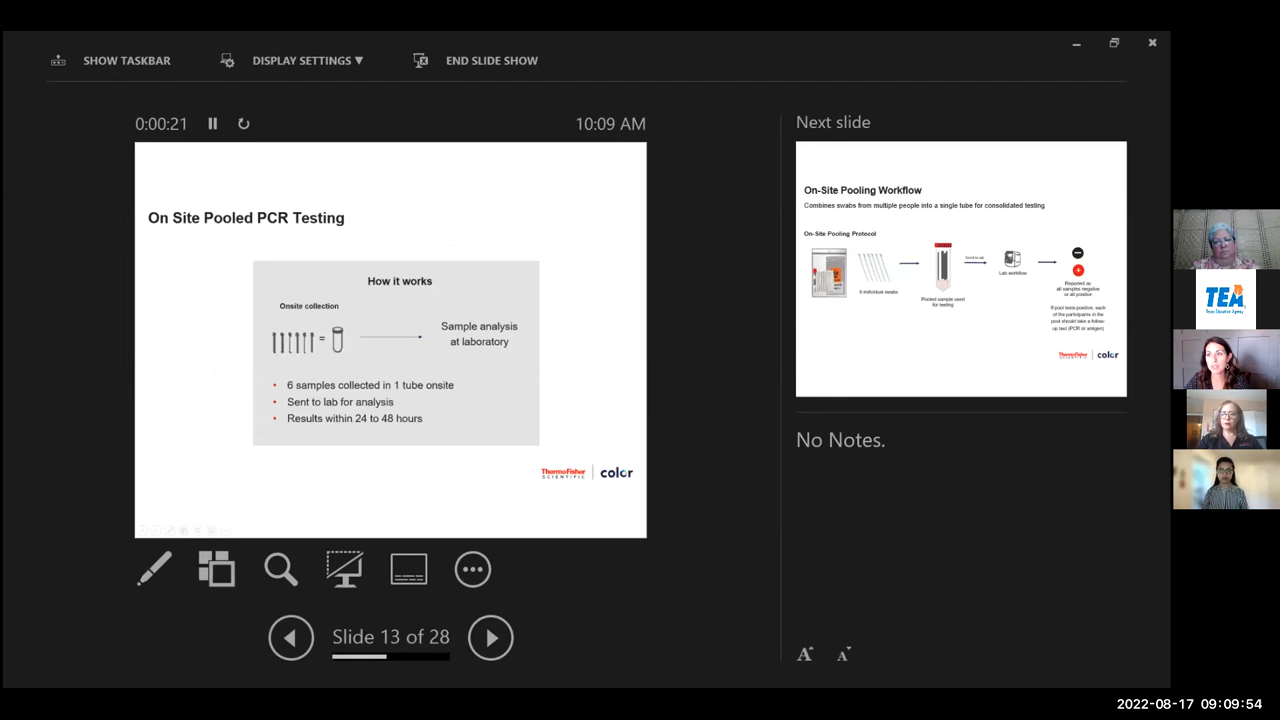 SHOW TASKBAR
DISPLAY SETTINGS ▼
END SLIDE SHOW
0:00:21
10:09 AM
On Site Pooled PCR Testing
How it works
Onsite collection
=
Sample analysis
at laboratory
• 6 samples collected in 1 tube onsite
• Sent to lab for analysis
• Results within 24 to 48 hours
ThermoFisher
SCIENTIFIC
color
Slide 13 of 28
Next slide
On-Site Pooling Workflow
Combines swabs from multiple people into a single tube for consolidated testing
On-Site Pooling Protocol
6 individual swabs
Pooled sample used
for testing
Send to lab
Lab workflow
Reported as
all samples negative
or all positive
If pool tests positive, each
of the participants in the
pool should take a follow-
up test (PCR or antigen)
ThermoFisher
SCIENTIFIC
color
No Notes.
A A
TEA
Texas Education Agency
2022-08-17 09:09:54